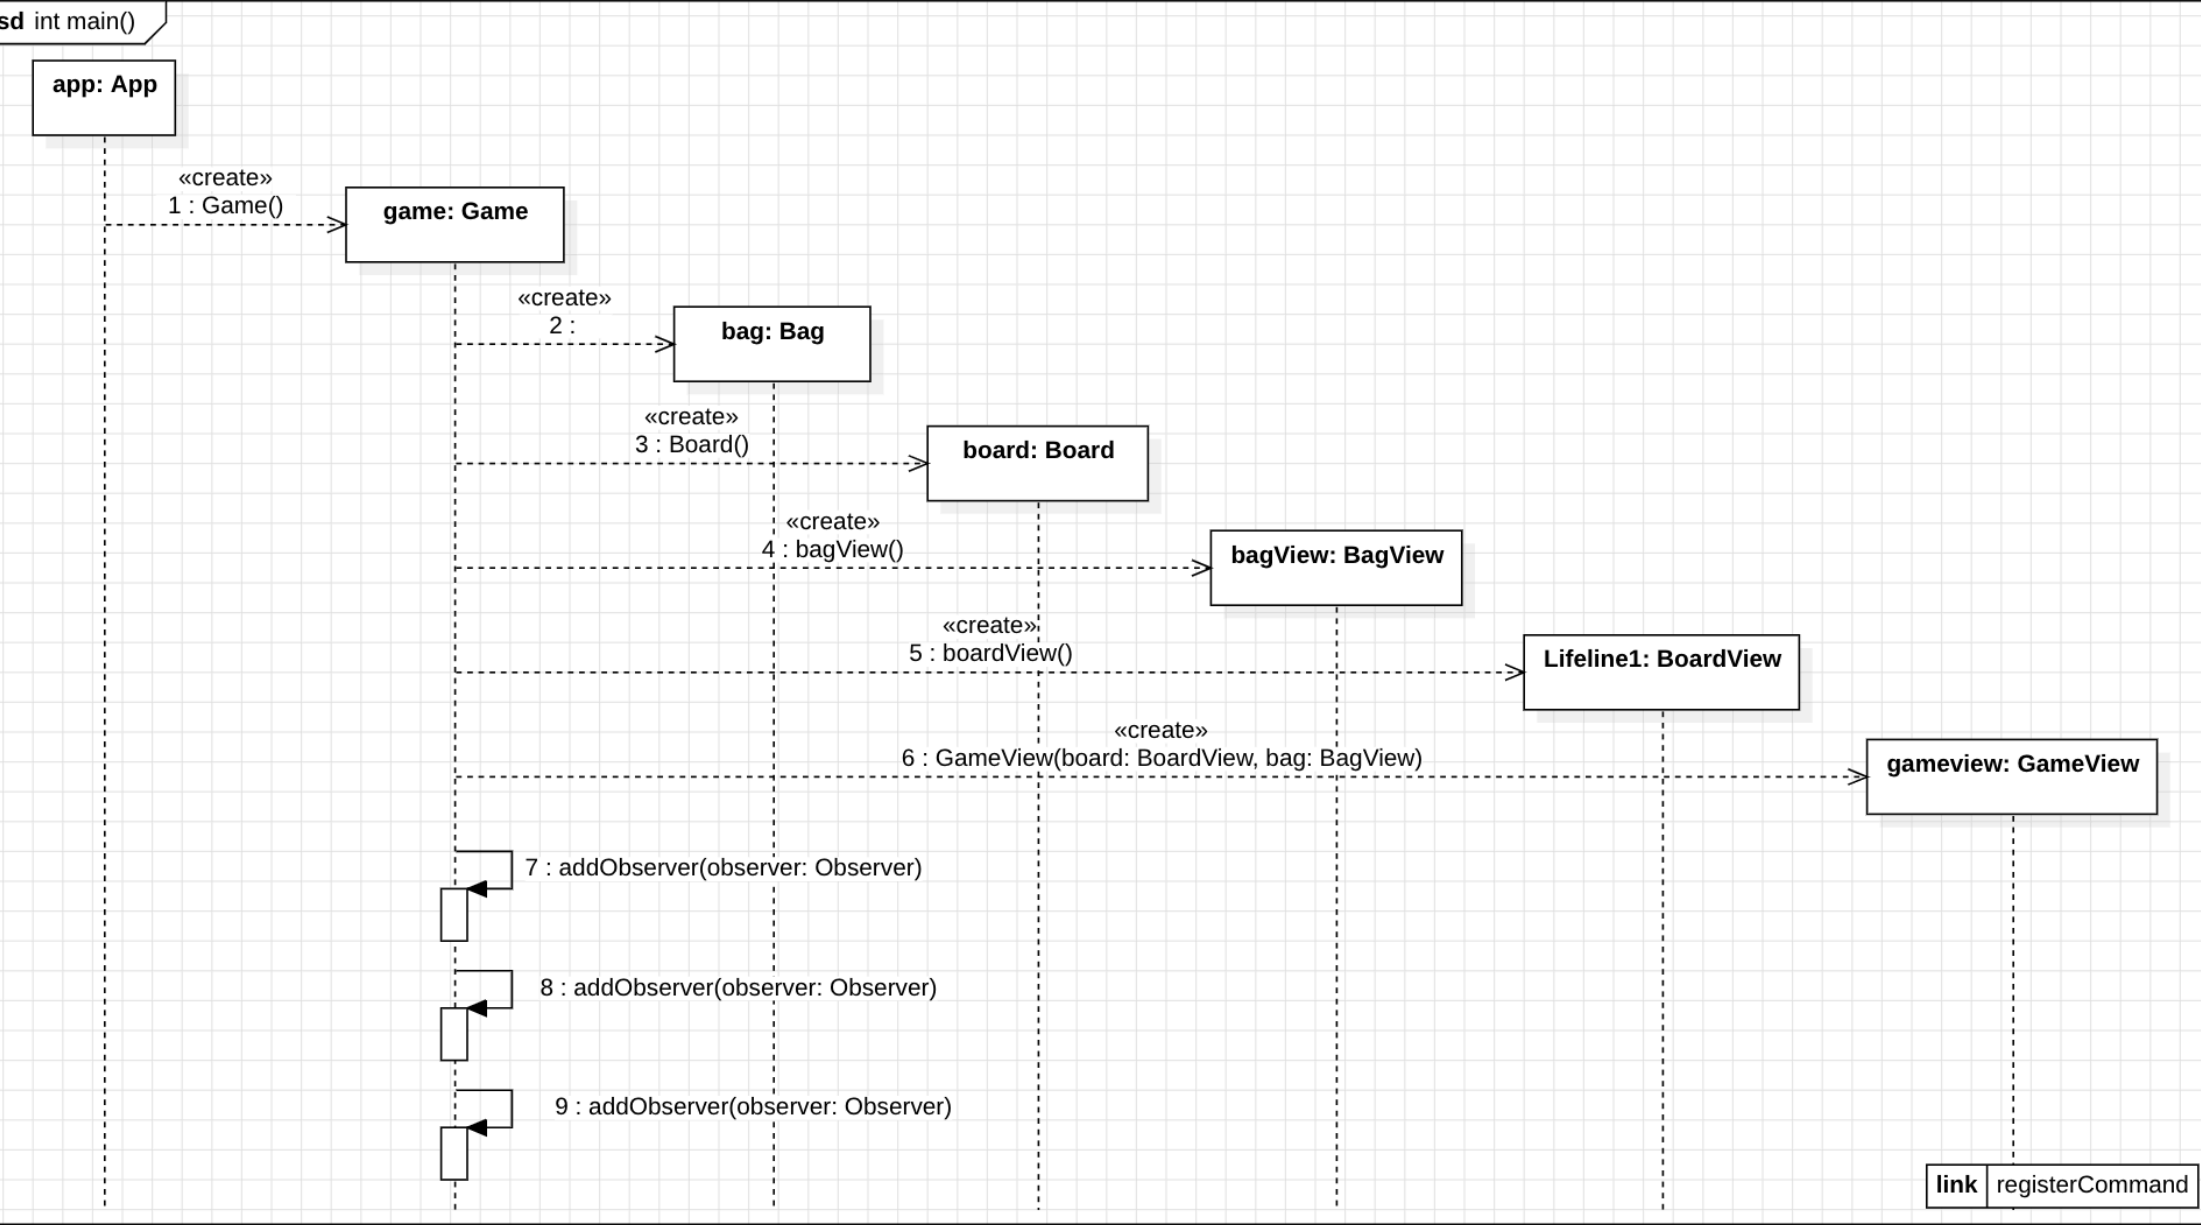 sd int main()
app: App
«create»
1 : Game()
game: Game
«create»
2 :
bag: Bag
«create»
3 : Board()
board: Board
«create»
4 : bagView()
bagView: BagView
«create»
5 : boardView()
Lifeline1: BoardView
«create»
6 : GameView(board: BoardView, bag: BagView)
gameview: GameView
7 : addObserver(observer: Observer)
8 : addObserver(observer: Observer)
9 : addObserver(observer: Observer)
link registerCommand